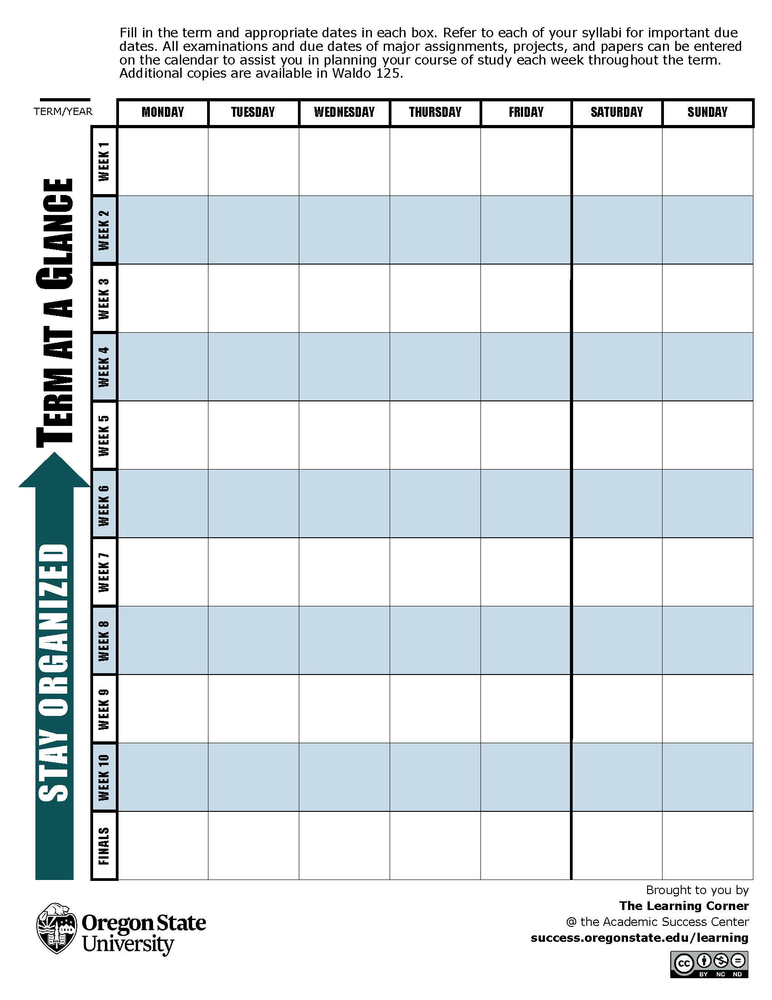 Fill in the term and appropriate dates in each box. Refer to each of your syllabi for important due
dates. All examinations and due dates of major assignments, projects, and papers can be entered
on the calendar to assist you in planning your course of study each week throughout the term.
Additional copies are available in Waldo 125.
TERM/YEAR
MONDAY
TUESDAY
WEDNESDAY
THURSDAY
FRIDAY
SATURDAY
SUNDAY
TERM AT A GLANCE
STAY ORGANIZED
WEEK 1
WEEK 2
WEEK 3
WEEK 4
WEEK 5
WEEK 6
WEEK 7
WEEK 8
WEEK 9
WEEK 10
FINALS
1868
Oregon State
University
Brought to you by
The Learning Corner
@ the Academic Success Center
success.oregonstate.edu/learning
cc
BY NC ND